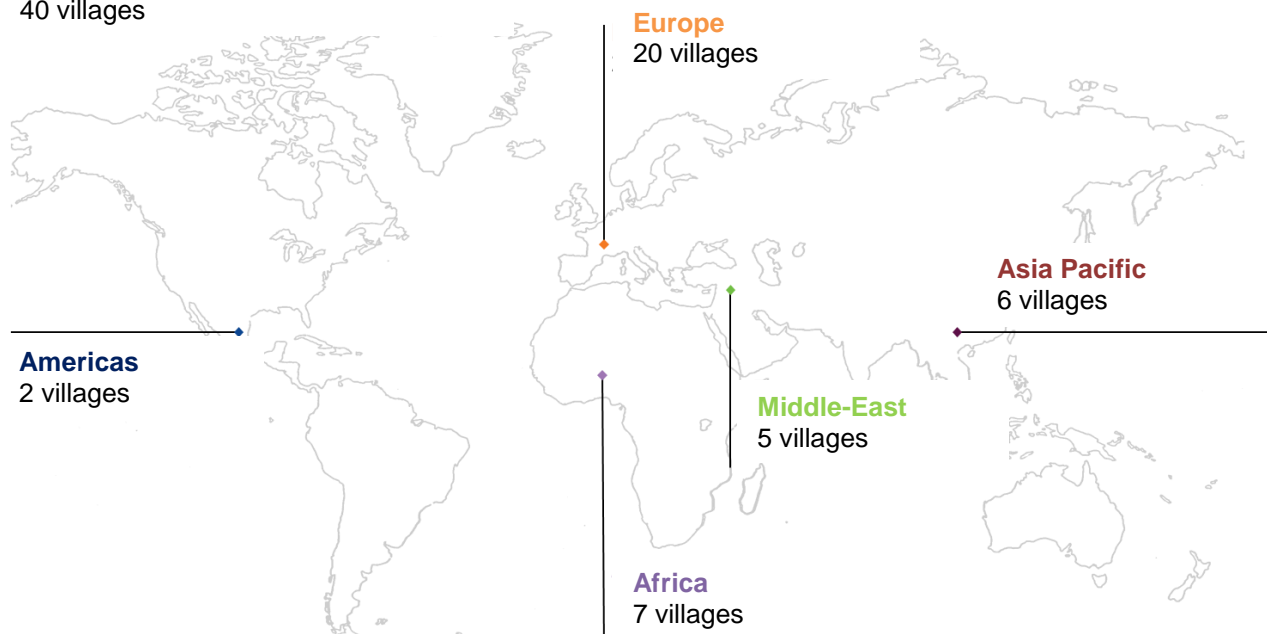 40 villages
Europe
20 villages
Asia Pacific
6 villages
Americas
2 villages
Middle-East
5 villages
Africa
7 villages